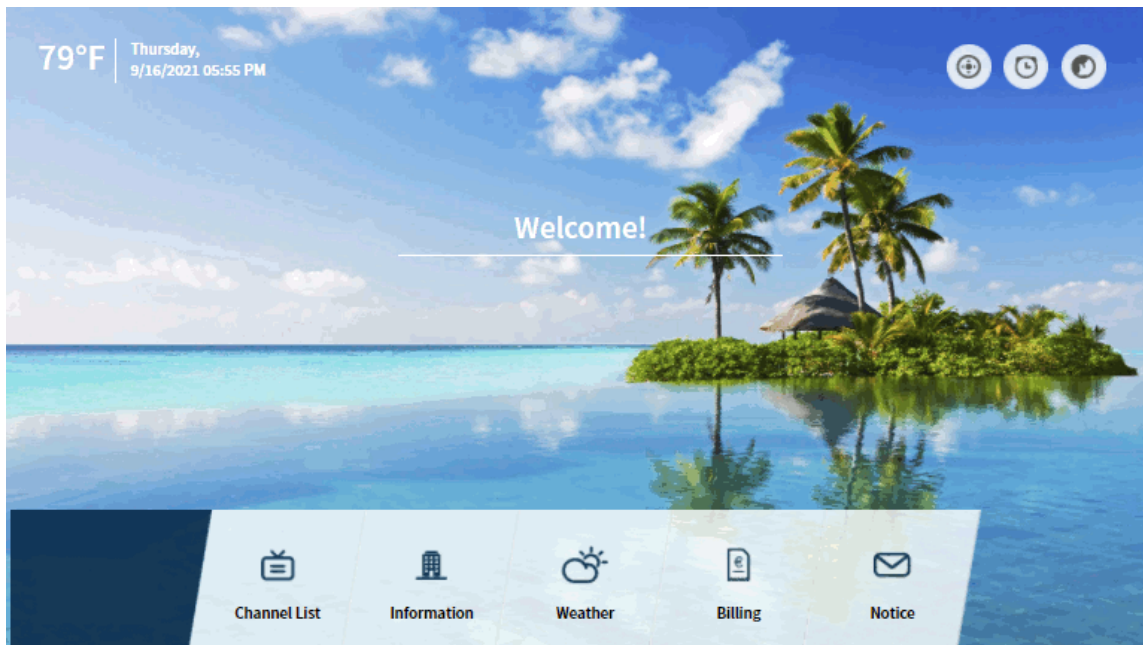 79°F
Thursday,
9/16/2021 05:55 PM
Welcome!
€
Channel List
Information
Weather
Billing
Notice